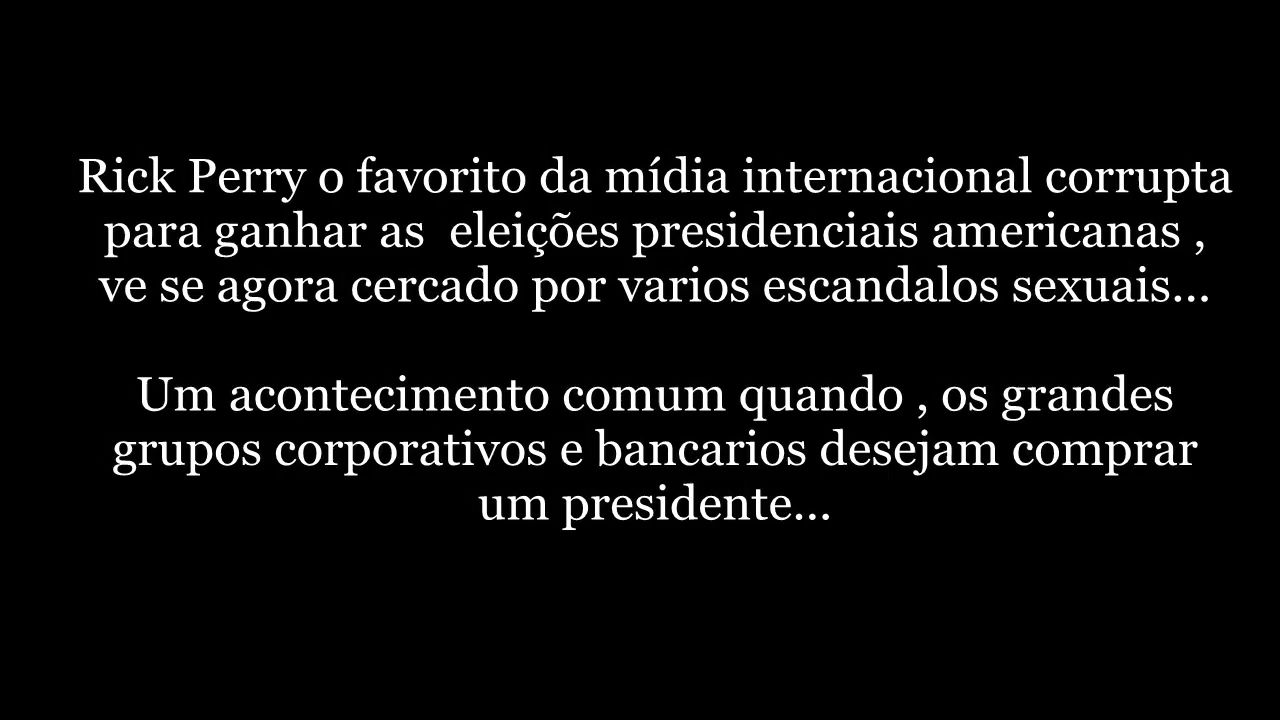 Rick Perry o favorito da mídia internacional corrupta
para ganhar as  eleições presidenciais americanas ,
ve se agora cercado por varios escandalos sexuais...
Um acontecimento comum quando , os grandes
grupos corporativos e bancarios desejam comprar
um presidente...